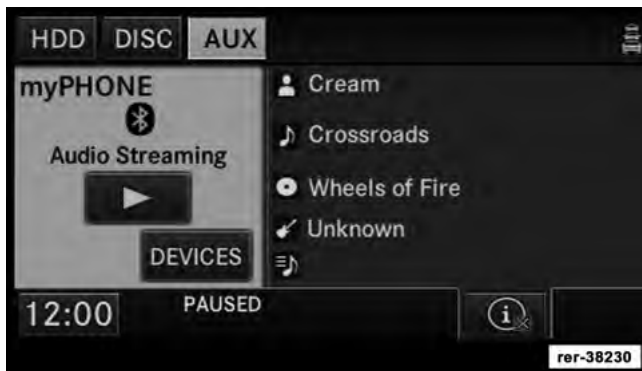 HDD DISC AUX
myPHONE
Audio Streaming
DEVICES
Cream
Crossroads
Wheels of Fire
Unknown
12:00 PAUSED
i
rer-38230